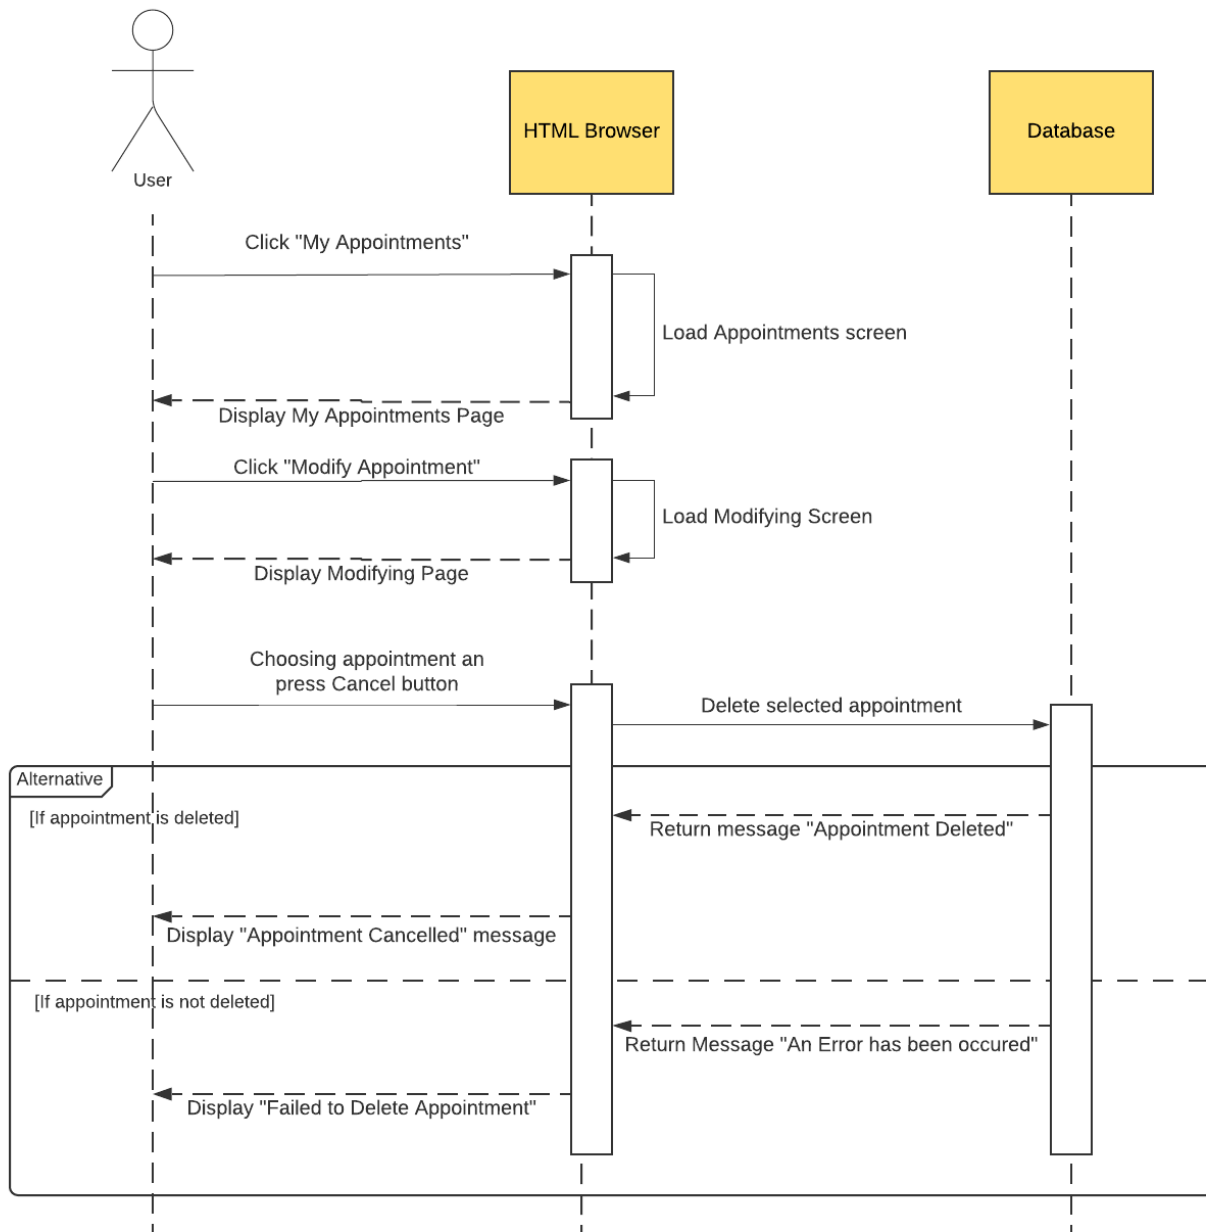 User
HTML Browser
Database
Click "My Appointments"
Load Appointments screen
Display My Appointments Page
Click "Modify Appointment"
Load Modifying Screen
Display Modifying Page
Choosing appointment an
press Cancel button
Delete selected appointment
Alternative
[If appointment is deleted]
Return message "Appointment Deleted"
Display "Appointment Cancelled" message
[If appointment is not deleted]
Return Message "An Error has been occured"
Display "Failed to Delete Appointment"